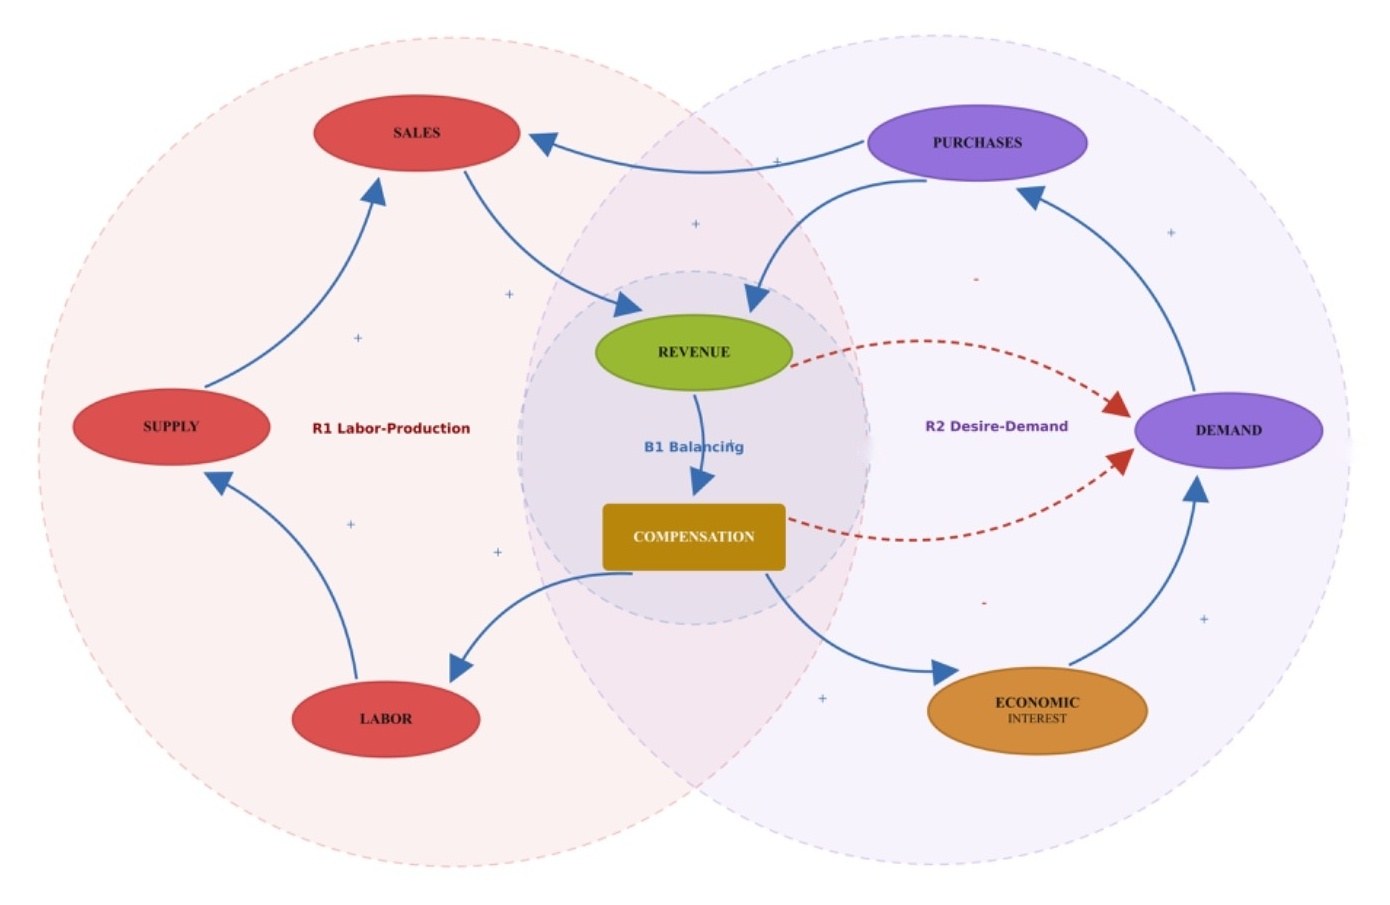 SALES
PURCHASES
+
+
+
-
+
REVENUE
+
SUPPLY
R1 Labor-Production
R2 Desire-Demand
DEMAND
B1 Balancing
+
COMPENSATION
+
+
-
+
ECONOMIC
INTEREST
LABOR
+